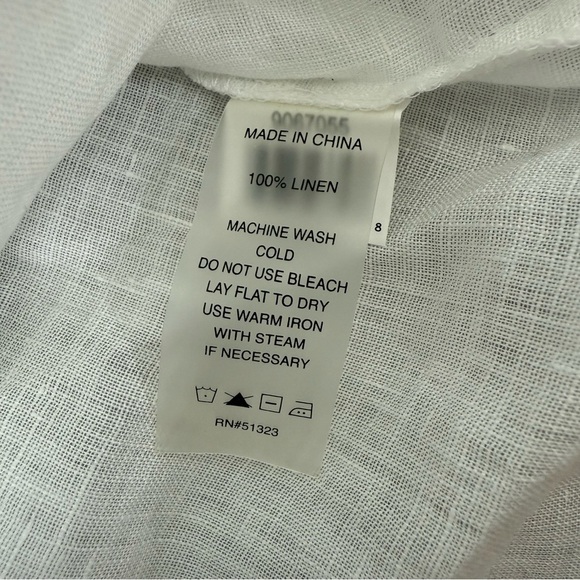 9067055
MADE IN CHINA
100% LINEN
8
MACHINE WASH
COLD
DO NOT USE BLEACH
LAY FLAT TO DRY
USE WARM IRON
WITH STEAM
IF NECESSARY
RN#51323